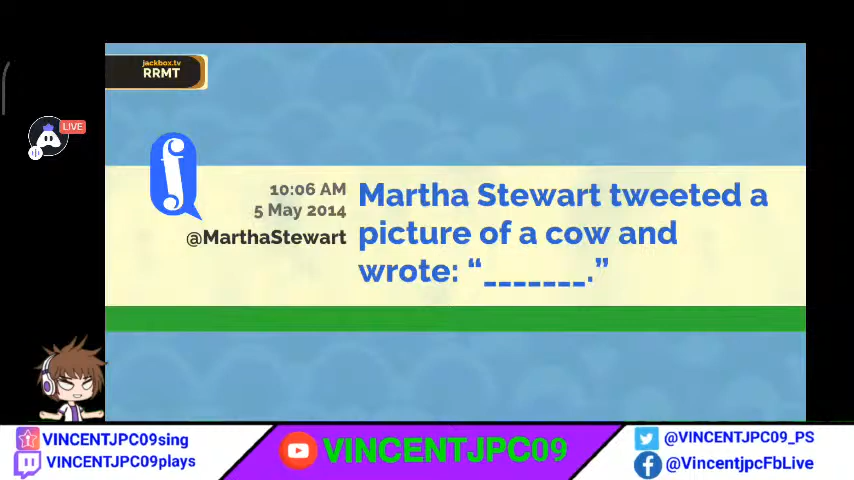 jackbox.tv
RRMT
LIVE
10:06 AM
5 May 2014
@MarthaStewart
Martha Stewart tweeted a
picture of a cow and
wrote: “_______.”
VINCENTJPC09sing
VINCENTJPC09plays
VINCENTJPC09
@VINCENTJPC09_PS
@VincentjpcFbLive